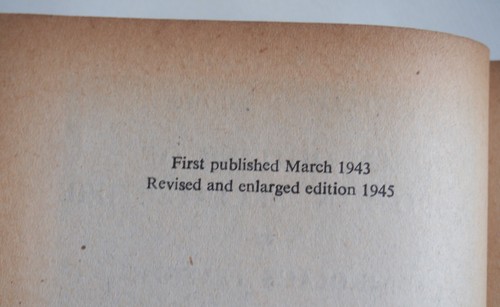 First published March 1943
Revised and enlarged edition 1945